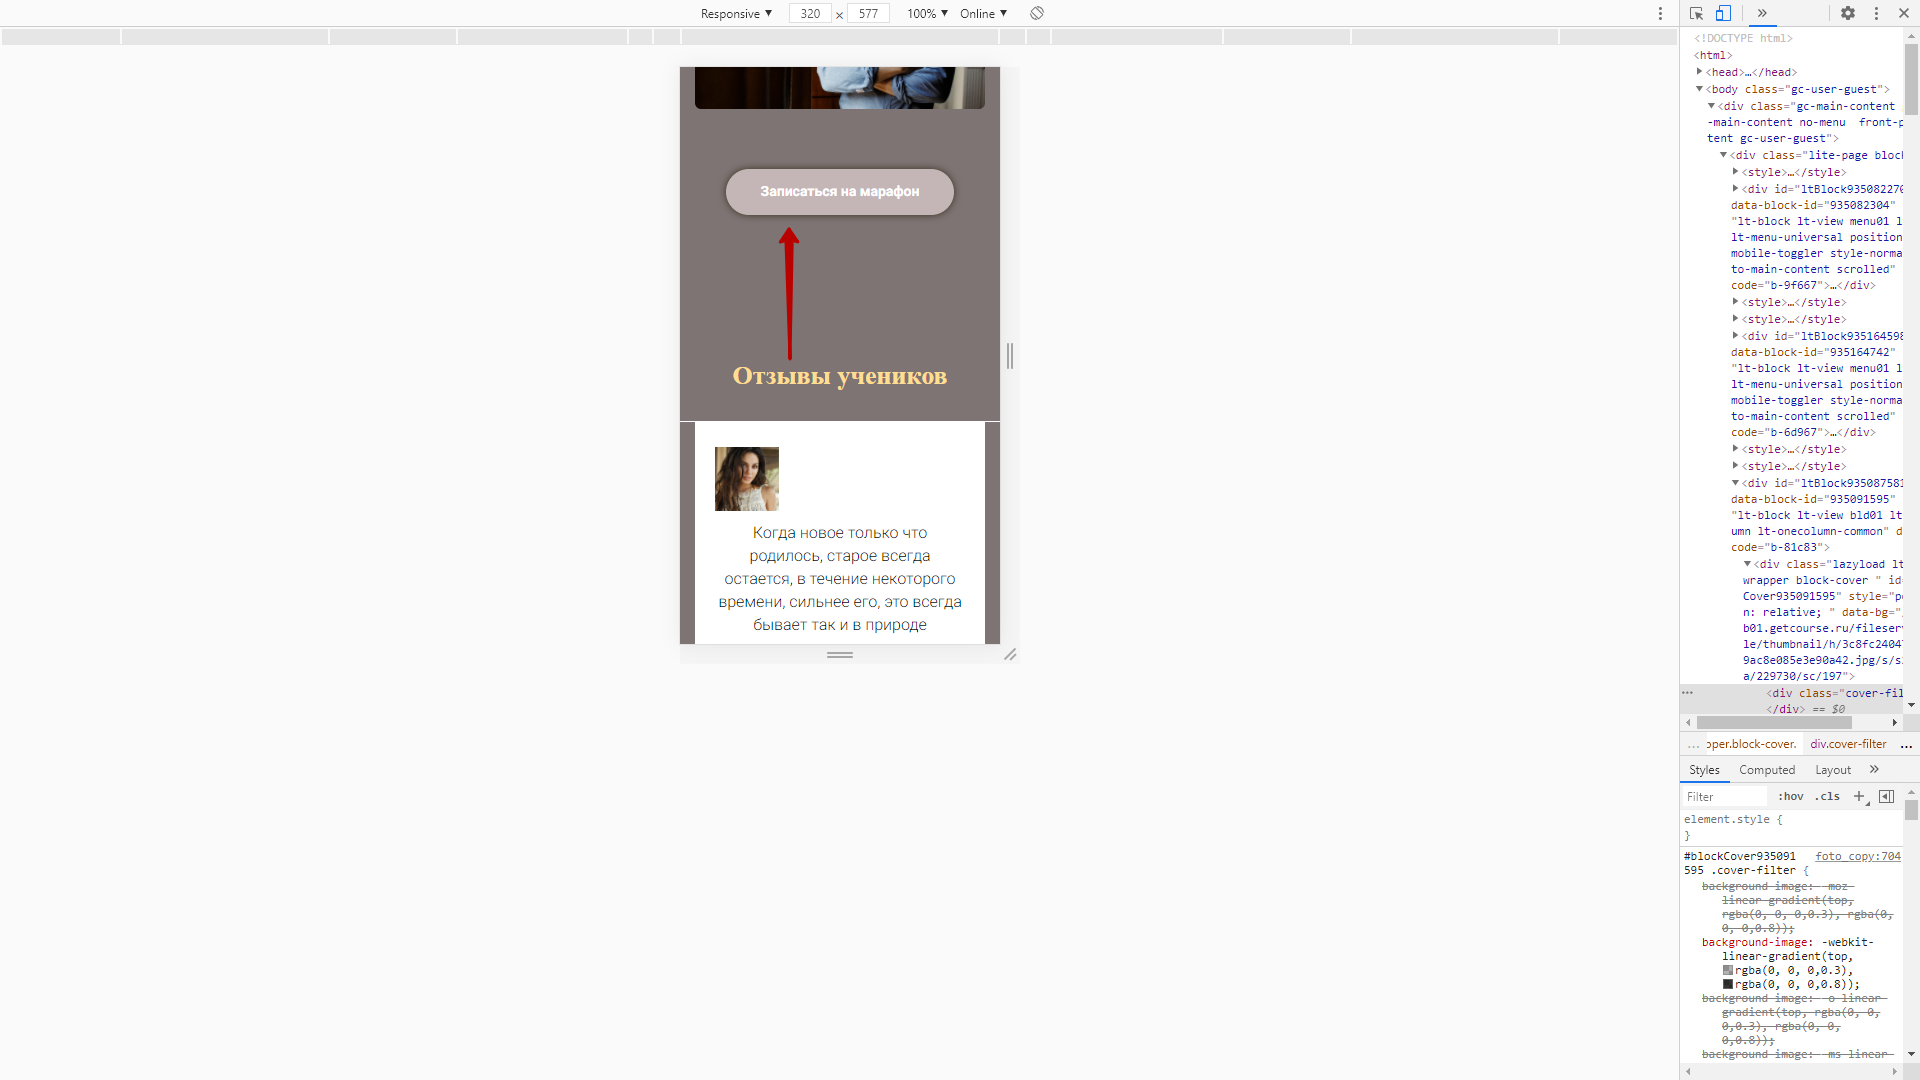 Responsive ▼ 320 × 577 100% ▼ Online ▼
Записаться на марафон
Отзывы учеников
Когда новое только что
родилось, старое всегда
остается, в течение некоторого
времени, сильнее его, это всегда
бывает так и в природе
<!DOCTYPE html>
<html>
<head>…</head>
<body class="gc-user-guest">
<div class="gc-main-content
-main-content no-menu front-p
tent gc-user-guest">
<div class="lite-page bloc
<style>…</style>
<div id="ltBlock935082270
data-block-id="935082304"
"lt-block lt-view menu01 l
lt-menu-universal position
mobile-toggler style-norma
to-main-content scrolled"
code="b-9f667">…</div>
<style>…</style>
<style>…</style>
<div id="ltBlock935164598
data-block-id="935164742"
"lt-block lt-view menu01 l
lt-menu-universal position
mobile-toggler style-norma
to-main-content scrolled"
code="b-6d967">…</div>
<style>…</style>
<style>…</style>
<div id="ltBlock935087581
data-block-id="935091595"
"lt-block lt-view bld01 lt
umn lt-onecolumn-common" d
code="b-81c83">
<div class="lazyload lt
wrapper block-cover " id
Cover935091595" style="p
n: relative; " data-bg="
b01.getcourse.ru/fileser
le/thumbnail/h/3c8fc2404
9ac8e085e3e90a42.jpg/s/s
a/229730/sc/197">
… <div class="cover-fil
</div> == $0
… pper.block-cover. div.cover-filter …
Styles Computed Layout »
Filter :hov .cls +
element.style {
}
#blockCover935091 foto_copy:704
595 .cover-filter {
background-image: -moz-
linear-gradient(top,
rgba(0, 0, 0,0.3), rgba(0,
0, 0,0.8));
background-image: -webkit-
linear-gradient(top,
rgba(0, 0, 0,0.3),
rgba(0, 0, 0,0.8));
background-image: -o-linear-
gradient(top, rgba(0, 0,
0,0.3), rgba(0, 0,
0,0.8));
background-image: -ms-linear-